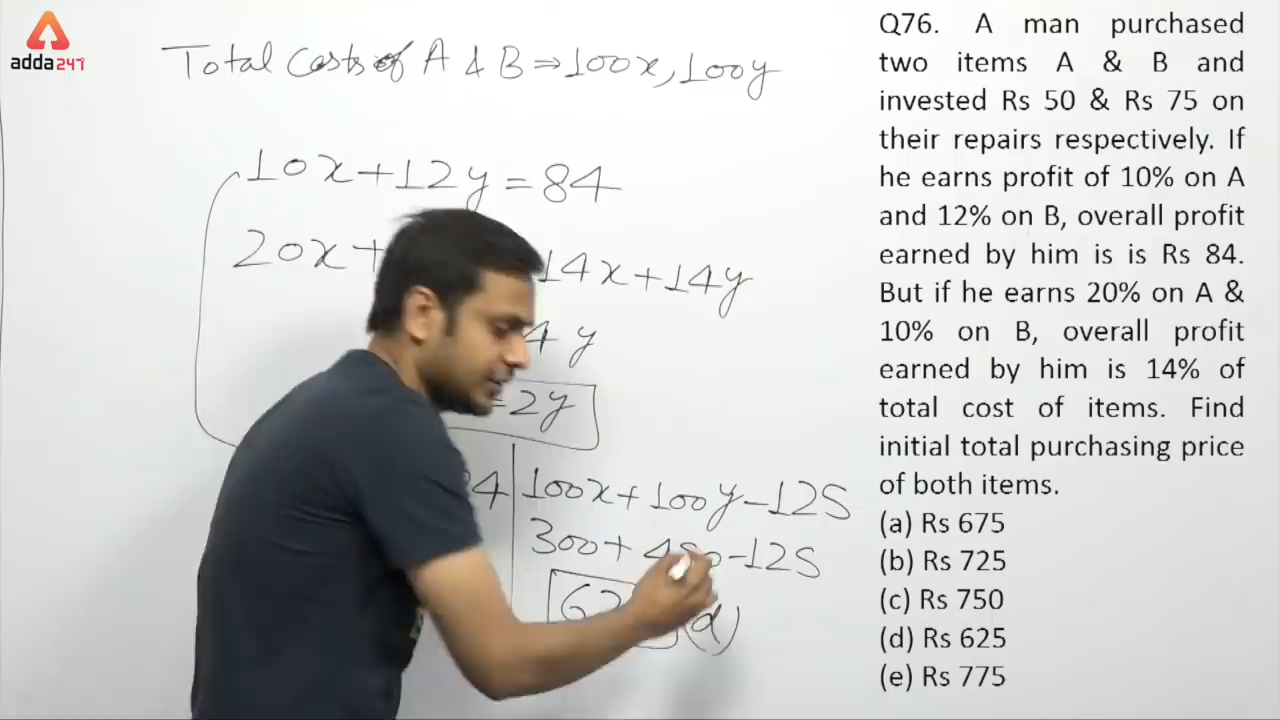 adda247
Total Costs of A & B ⇒ 100x, 100y
10x+12y=84
20x+ 14x+14y
4y
=2y
84
100x+100y-125
300+450-125
62
(d)
Q76. A man purchased
two items A & B and
invested Rs 50 & Rs 75 on
their repairs respectively. If
he earns profit of 10% on A
and 12% on B, overall profit
earned by him is is Rs 84.
But if he earns 20% on A &
10% on B, overall profit
earned by him is 14% of
total cost of items. Find
initial total purchasing price
of both items.
(a) Rs 675
(b) Rs 725
(c) Rs 750
(d) Rs 625
(e) Rs 775